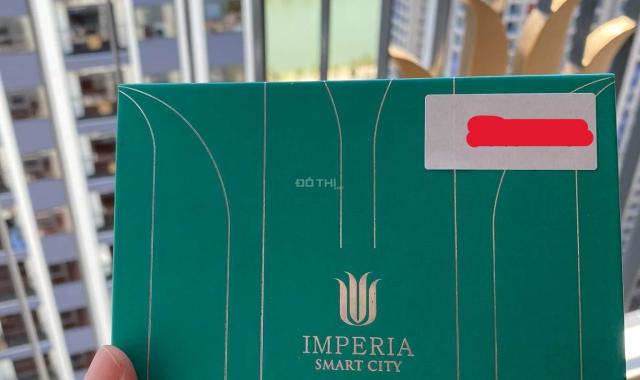 ĐÔ THỊ
IMPERIA
SMART CITY